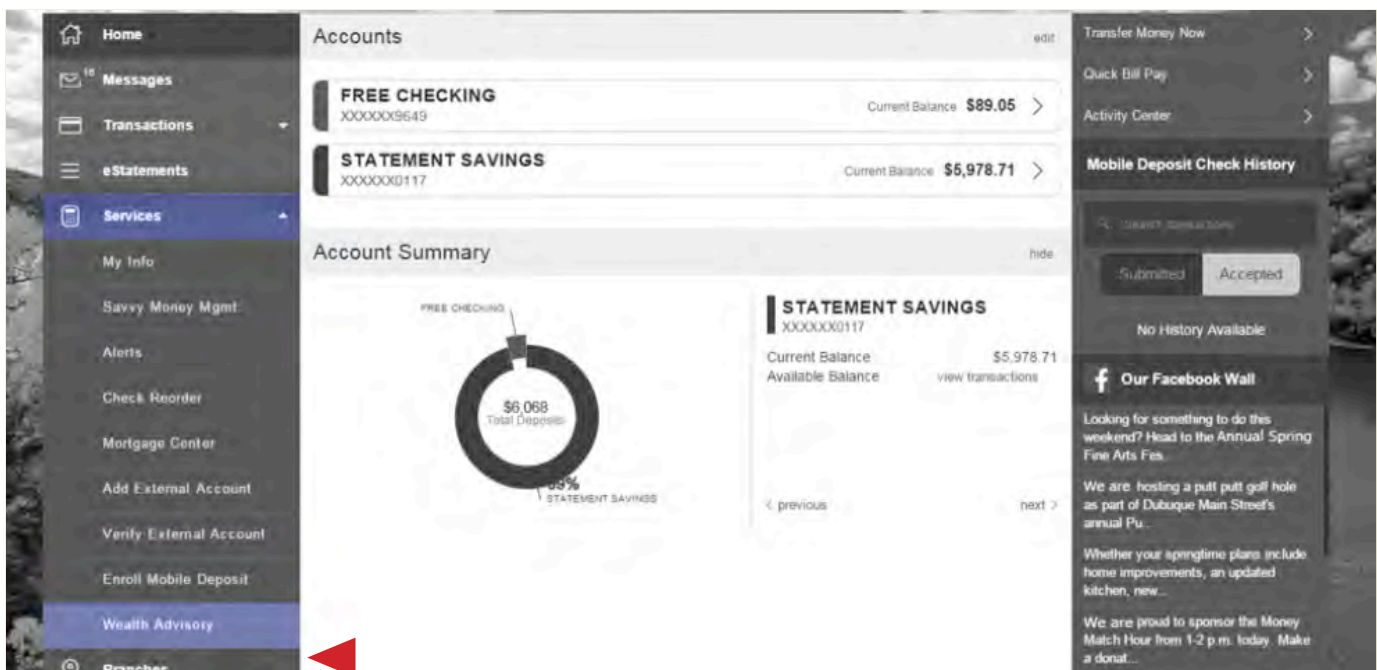 Home
16 Messages
Transactions
eStatements
Services
My Info
Savvy Money Mgmt
Alerts
Check Reorder
Mortgage Center
Add External Account
Verify External Account
Enroll Mobile Deposit
Wealth Advisory
Branches
Accounts
edit
FREE CHECKING
XXXXXX9649
Current Balance $89.05
STATEMENT SAVINGS
XXXXXX0117
Current Balance $5,978.71
Account Summary
hide
FREE CHECKING
$6,068
Total Deposits
STATEMENT SAVINGS
STATEMENT SAVINGS
XXXXXX0117
Current Balance $5,978.71
Available Balance view transactions
< previous next >
Transfer Money Now
Quick Bill Pay
Activity Center
Mobile Deposit Check History
Search transactions
Submitted Accepted
No History Available
Our Facebook Wall
Looking for something to do this
weekend? Head to the Annual Spring
Fine Arts Fes...
We are hosting a putt putt golf hole
as part of Dubuque Main Street's
annual Pu...
Whether your springtime plans include
home improvements, an updated
kitchen, new...
We are proud to sponsor the Money
Match Hour from 1-2 p.m. today. Make
a donat...